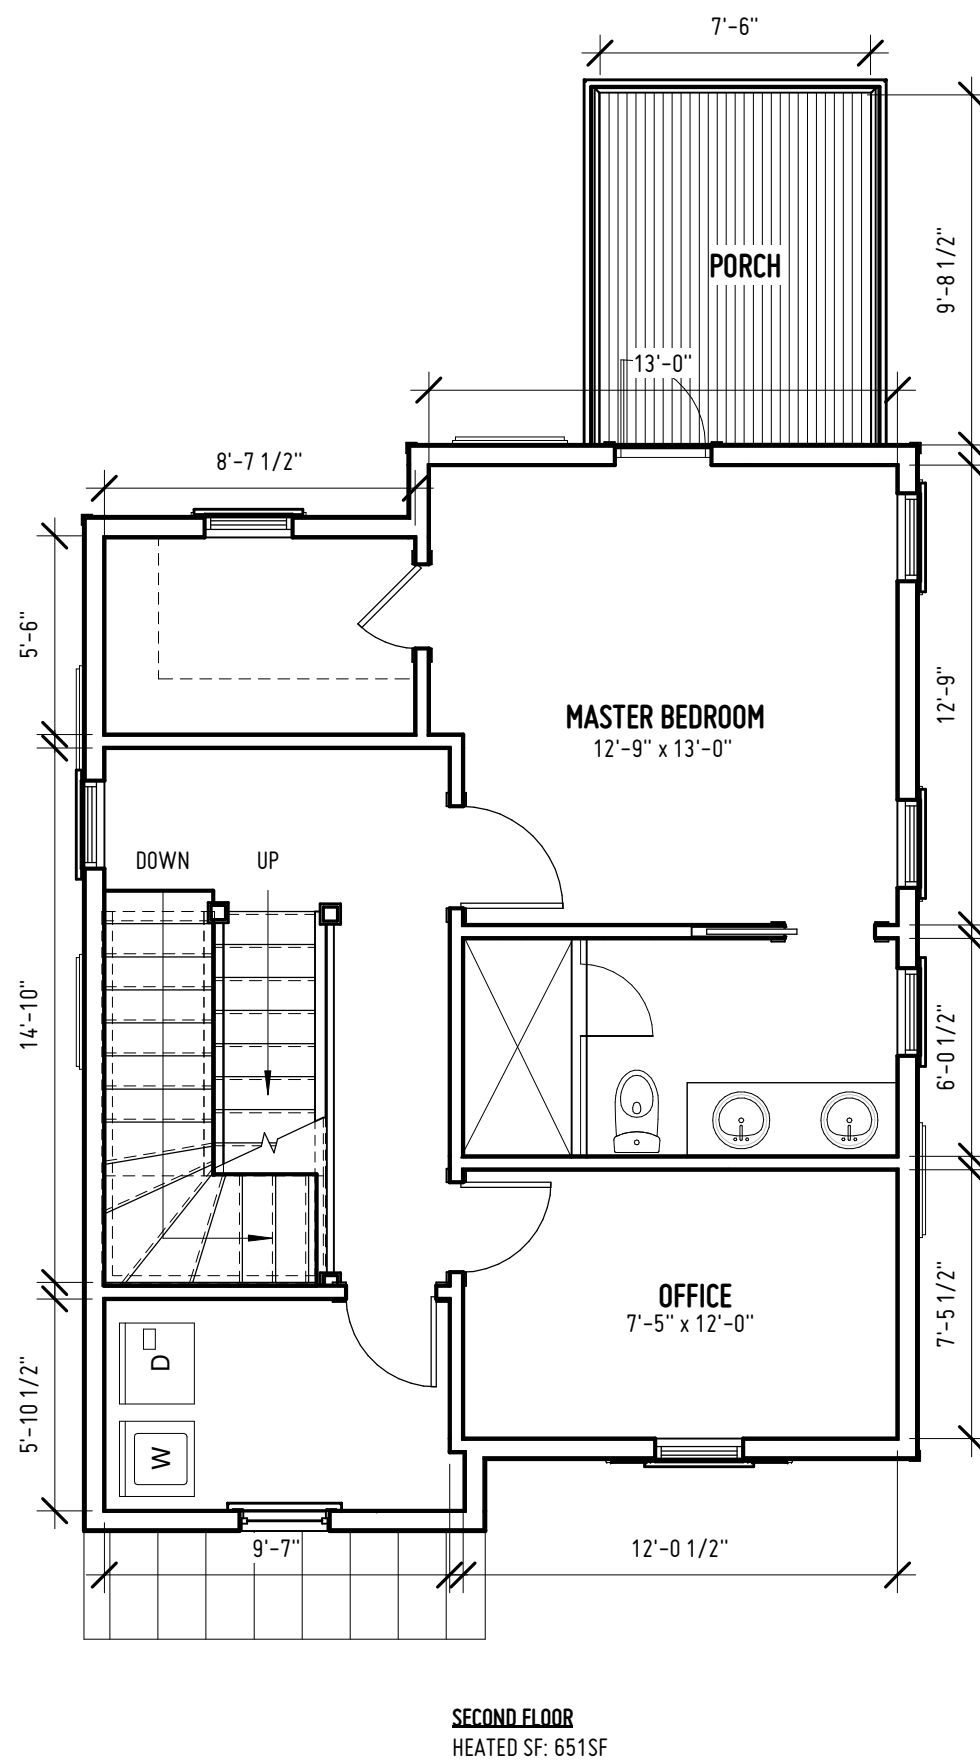 7'-6"
9'-8 1/2"
PORCH
13'-0"
8'-7 1/2"
5'-6"
12'-9"
MASTER BEDROOM
12'-9" x 13'-0"
DOWN
UP
14'-10"
6'-0 1/2"
OFFICE
7'-5" x 12'-0"
7'-5 1/2"
D
5'-10 1/2"
W
9'-7"
12'-0 1/2"
SECOND FLOOR
HEATED SF: 651SF